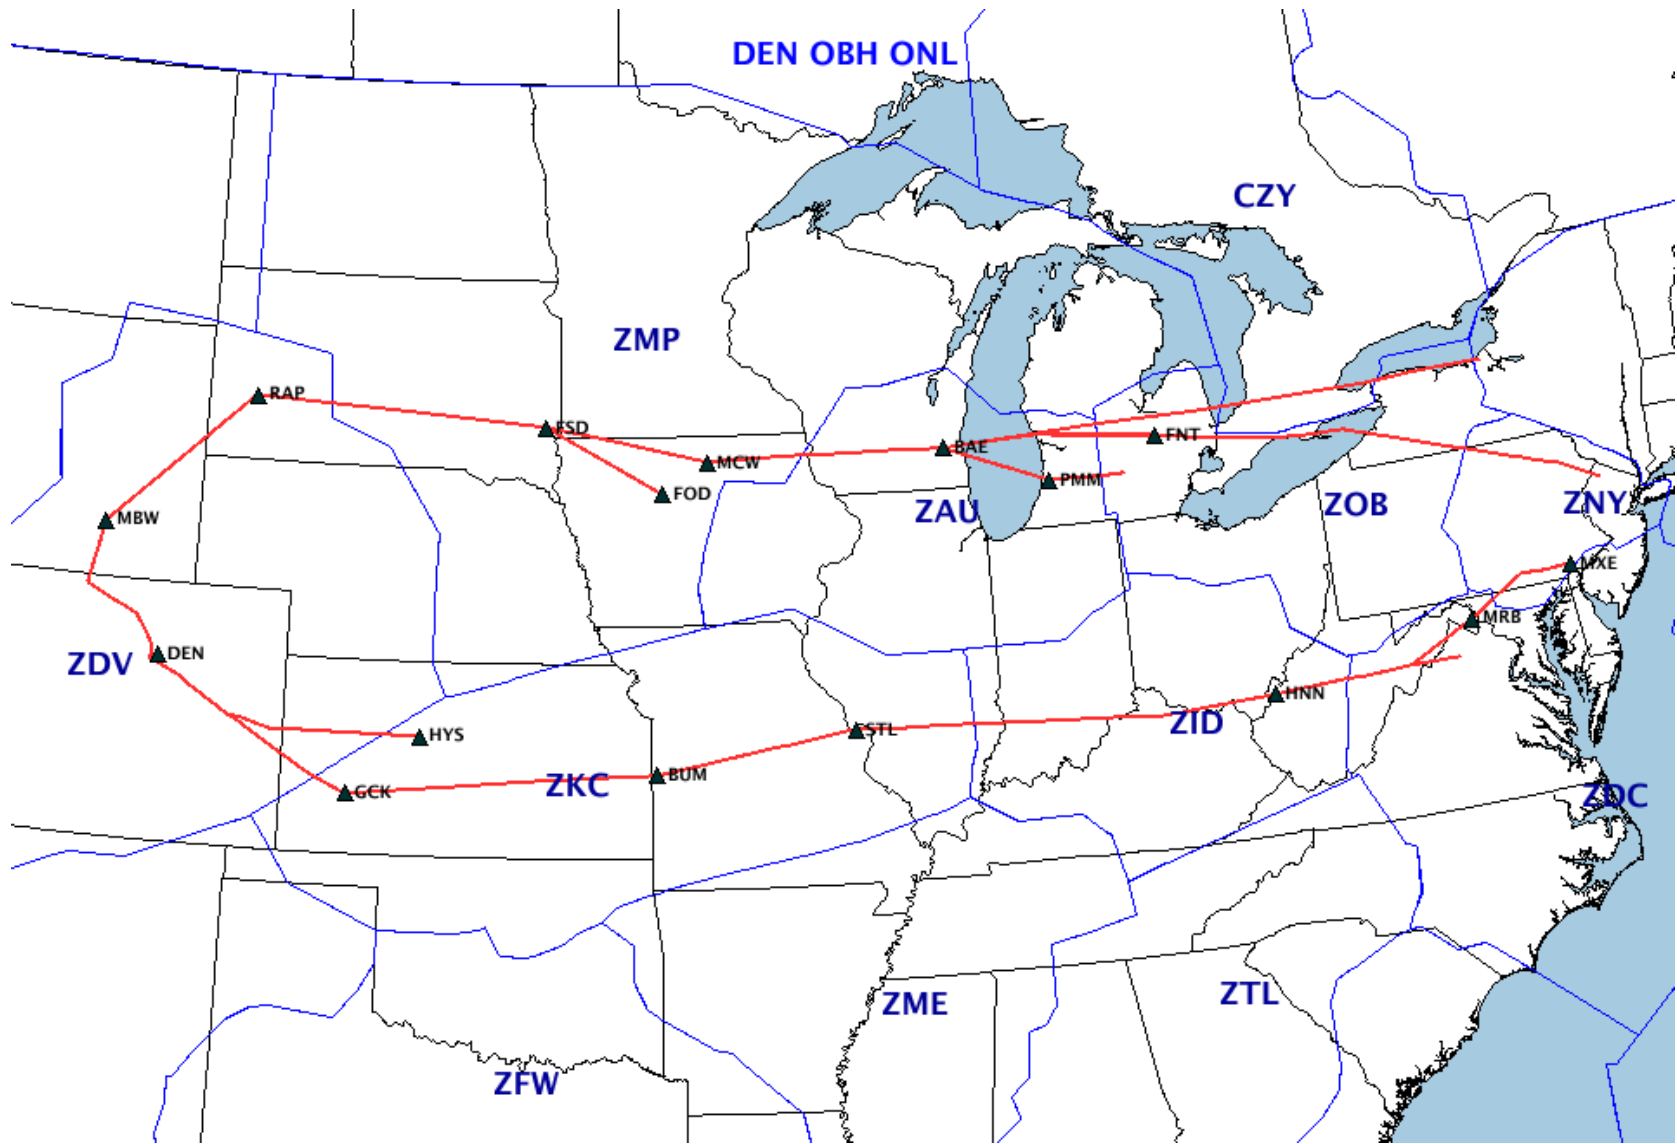 DEN OBH ONL
CZY
ZMP
RAP
FSD
MCW
BAE
FNT
PMM
FOD
MBW
ZAU
ZOB
ZNY
MXE
MRB
DEN
ZDV
HNN
ZID
HYS
STL
GCK
ZKC
BUM
ZDC
ZME
ZTL
ZFW